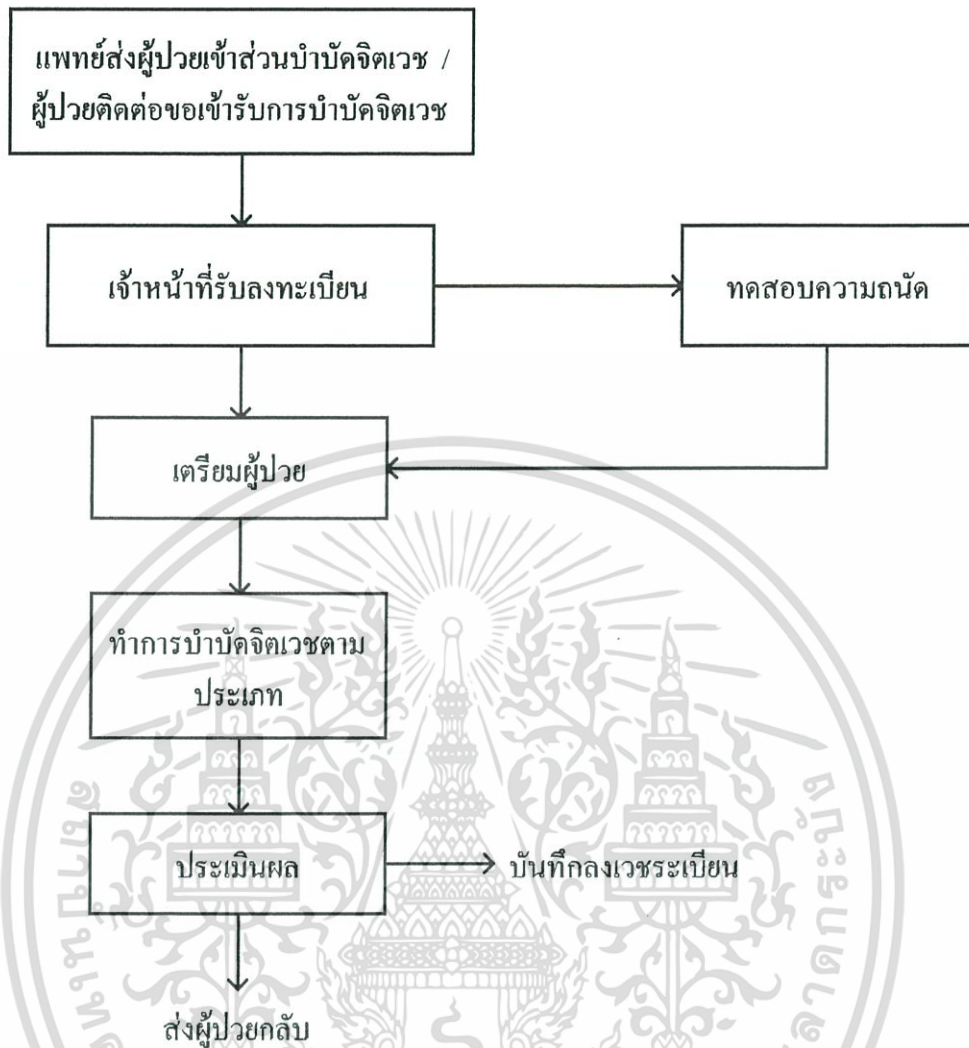 แพทย์ส่งผู้ป่วยเข้าส่วนบำบัดจิตเวช /
ผู้ป่วยติดต่อขอเข้ารับการบำบัดจิตเวช
เจ้าหน้าที่รับลงทะเบียน
ทดสอบความถนัด
เตรียมผู้ป่วย
ทำการบำบัดจิตเวชตาม
ประเภท
ประเมินผล
บันทึกลงเวชระเบียน
ส่งผู้ป่วยกลับ